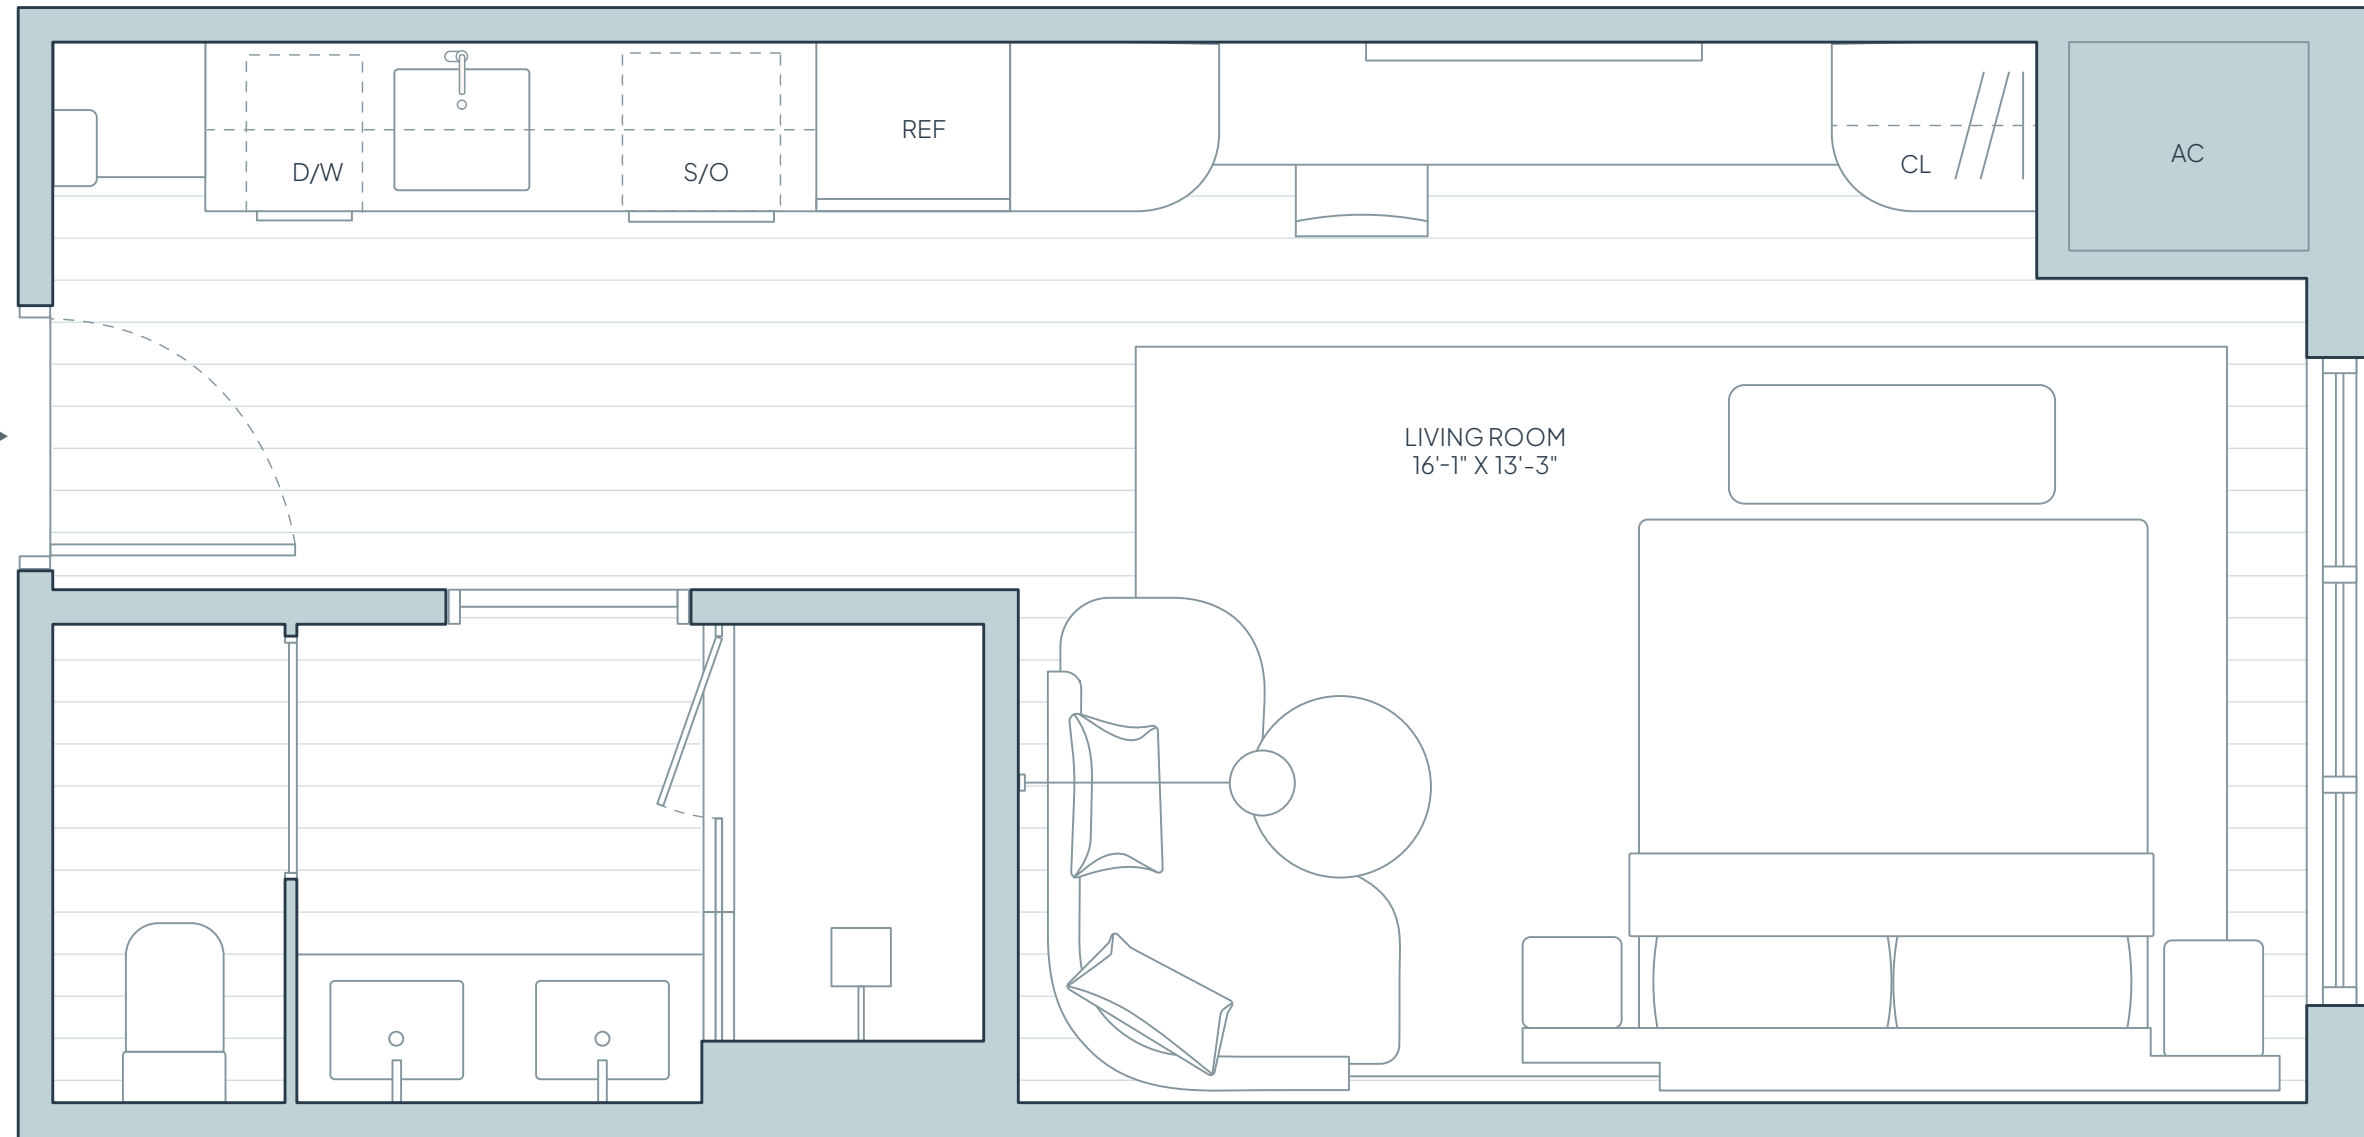 D/W
S/O
REF
CL
AC
LIVING ROOM
16'-1" X 13'-3"